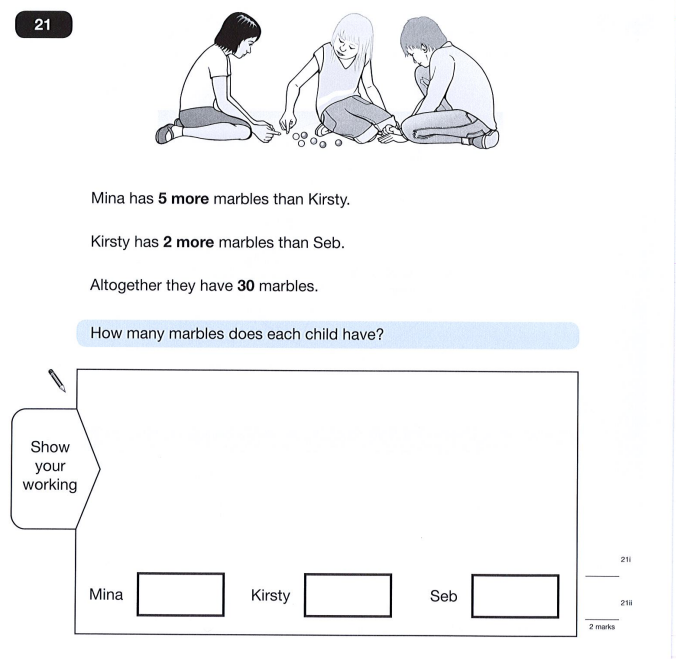 21
Mina has 5 more marbles than Kirsty.
Kirsty has 2 more marbles than Seb.
Altogether they have 30 marbles.
How many marbles does each child have?
Show
your
working
Mina
Kirsty
Seb
21i
21ii
2 marks